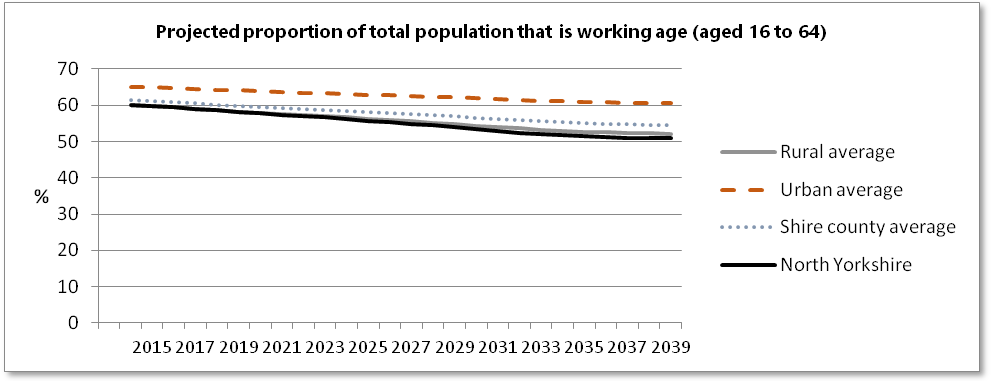 Projected proportion of total population that is working age (aged 16 to 64)
70
60
50
40
%
30
20
10
0
2015 2017 2019 2021 2023 2025 2027 2029 2031 2033 2035 2037 2039
Rural average
Urban average
Shire county average
North Yorkshire